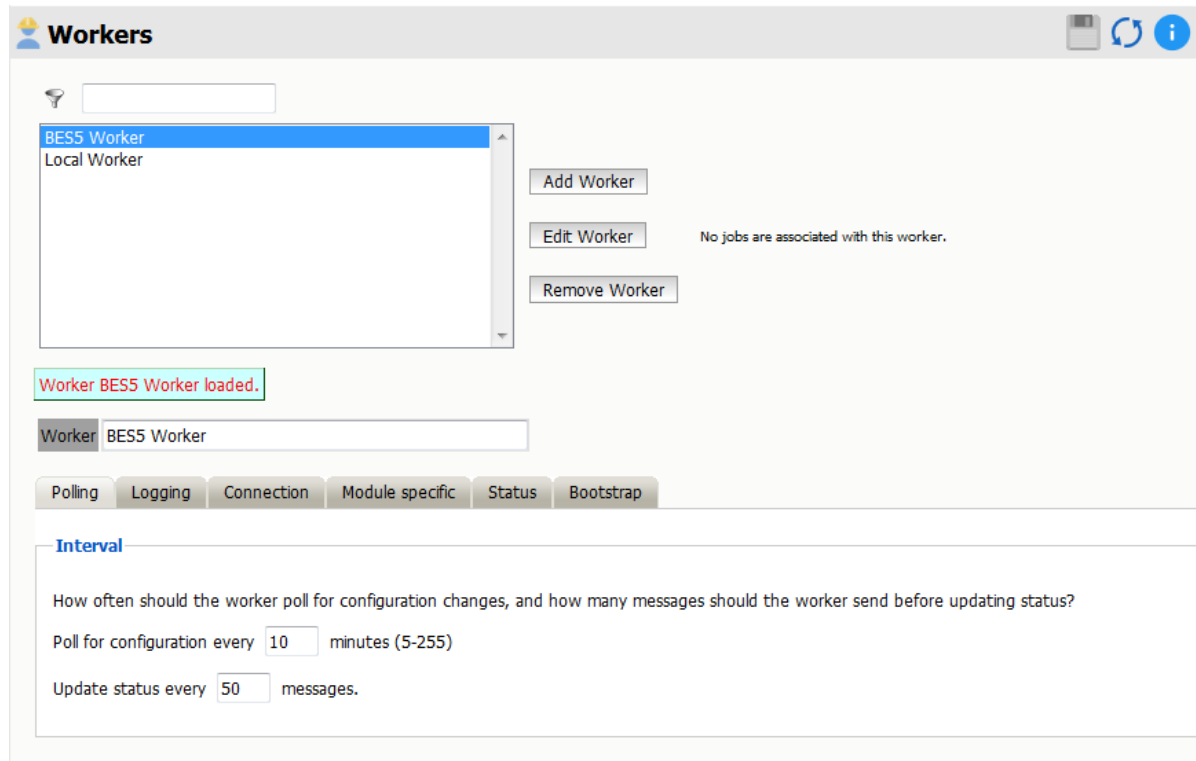 Workers
BES5 Worker
Local Worker
Add Worker
Edit Worker
No jobs are associated with this worker.
Remove Worker
Worker BES5 Worker loaded.
Worker BES5 Worker
Polling Logging Connection Module specific Status Bootstrap
Interval
How often should the worker poll for configuration changes, and how many messages should the worker send before updating status?
Poll for configuration every 10 minutes (5-255)
Update status every 50 messages.